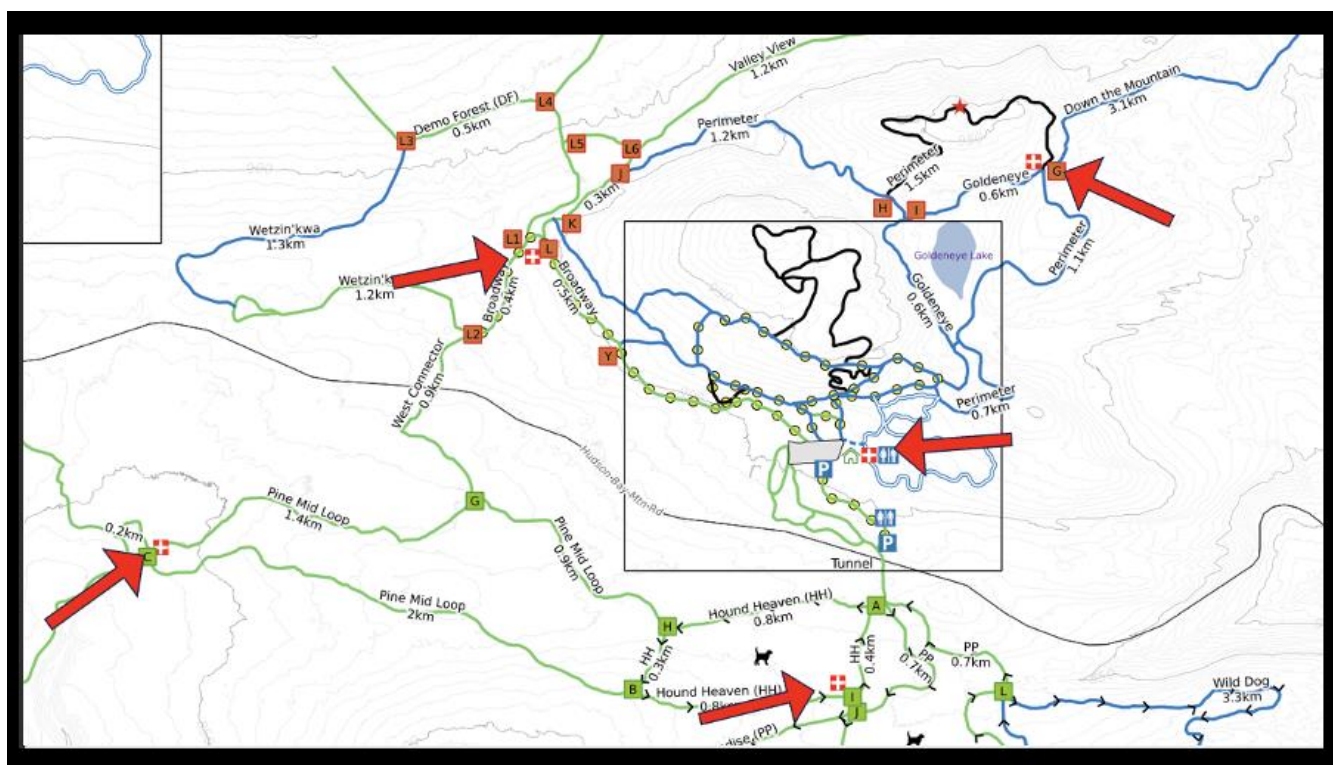 Valley View
1.2km
Demo Forest (DF)
0.5km
L4
L3
L5
L6
J
Perimeter
1.2km
Down the Mountain
3.1km
Perimeter
1.5km
Goldeneye
0.6km
G
0.3km
K
H
I
Wetzin'kwa
1.3km
L1
L
Wetzin'k
1.2km
Broadway
0.4km
Broadway
0.5km
Goldeneye Lake
Goldeneye
0.6km
Perimeter
1.1km
L2
Y
West Connector
0.9km
Perimeter
0.7km
Hudson-Bay-Mtn-Rd
P
Pine Mid Loop
1.4km
G
0.2km
C
Pine Mid Loop
0.9km
P
Tunnel
Pine Mid Loop
2km
Hound Heaven (HH)
0.8km
A
H
HH
0.3km
HH
0.4km
PP
0.7km
PP
0.7km
B
Hound Heaven (HH)
0.8k
I
J
L
Wild Dog
3.3km
dise (PP)